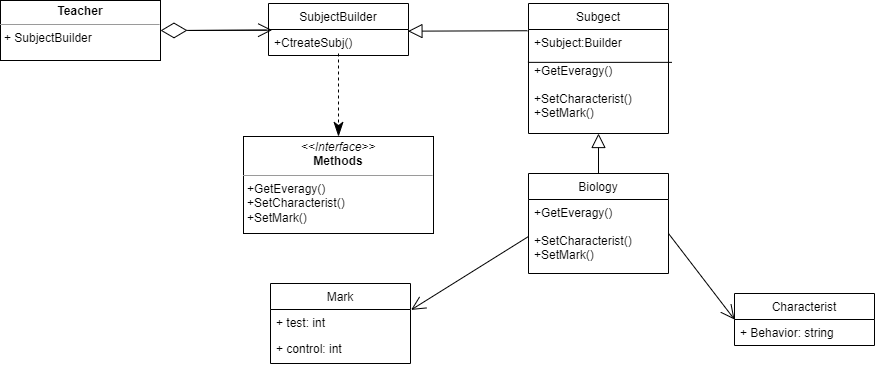 Teacher
+ SubjectBuilder
SubjectBuilder
+CtreateSubj()
Subgect
+Subject:Builder
+GetEveragy()
+SetCharacterist()
+SetMark()
<<Interface>>
Methods
+GetEveragy()
+SetCharacterist()
+SetMark()
Biology
+GetEveragy()
+SetCharacterist()
+SetMark()
Mark
+ test: int
+ control: int
Characterist
+ Behavior: string